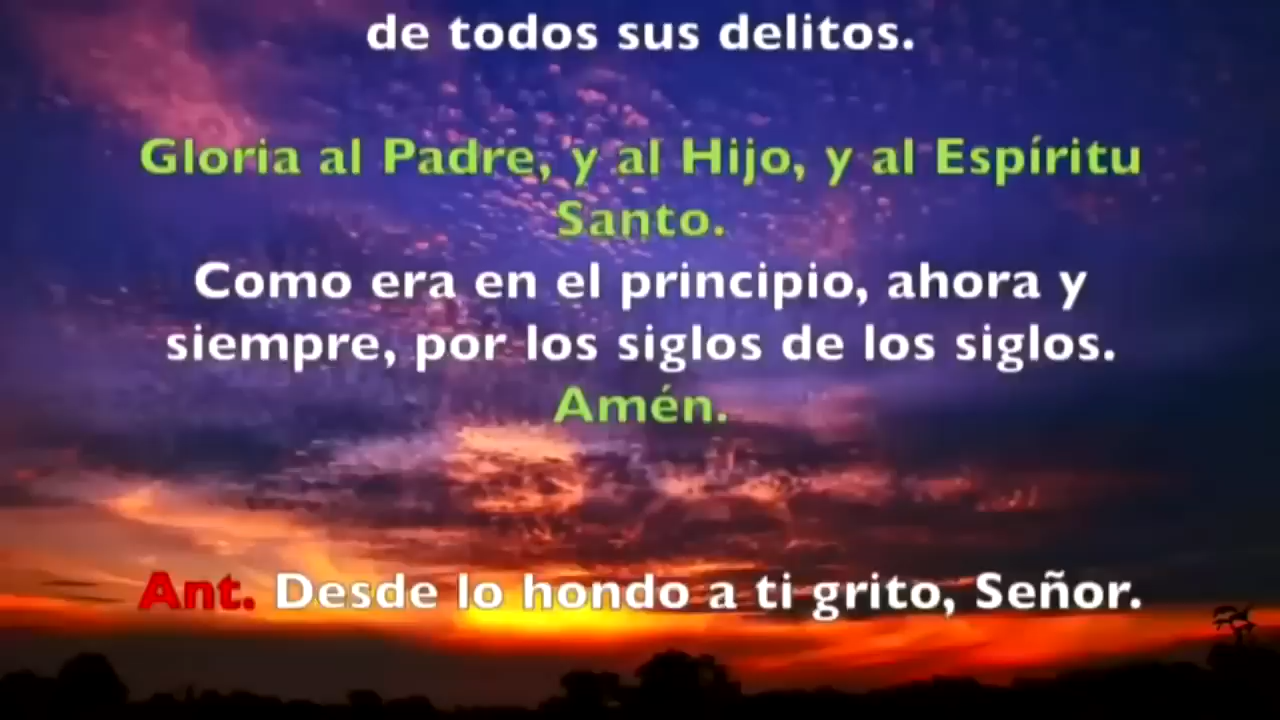 de todos sus delitos.
Gloria al Padre, y al Hijo, y al Espíritu
Santo.
Como era en el principio, ahora y
siempre, por los siglos de los siglos.
Amén.
Ant. Desde lo hondo a ti grito, Señor.